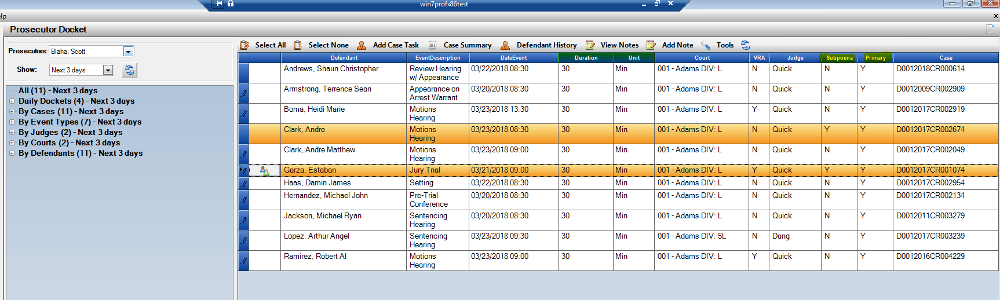 win7profx86test
elp
Prosecutor Docket
Prosecutors: Blaha, Scott
Show: Next 3 days
All (11) - Next 3 days
Daily Dockets (4) - Next 3 days
By Cases (11) - Next 3 days
By Event Types (7) - Next 3 days
By Judges (2) - Next 3 days
By Courts (2) - Next 3 days
By Defendants (11) - Next 3 days
Select All Select None Add Case Task Case Summary Defendant History View Notes Add Note Tools
Defendant EventDescription DateEvent Duration Unit Court VRA Judge Subpoena Primary Case
Andrews, Shaun Christopher Review Hearing 03/22/2018 08:30 30 Min 001 - Adams DIV: L N Quick N Y D0012018CR000614
w/ Appearance
Armstrong, Terrence Sean Appearance on 03/20/2018 08:30 30 Min 001 - Adams DIV: L N Quick N Y D0012009CR002909
Arrest Warrant
Boma, Heidi Marie Motions 03/23/2018 13:30 30 Min 001 - Adams DIV: L Y Quick N Y D0012017CR002919
Hearing
Clark, Andre Motions 03/23/2018 08:30 30 Min 001 - Adams DIV: L N Quick Y Y D0012017CR002674
Hearing
Clark, Andre Matthew Motions 03/23/2018 09:00 30 Min 001 - Adams DIV: L N Quick N Y D0012017CR002049
Hearing
Garza, Estaban Jury Trial 03/21/2018 09:00 30 Min 001 - Adams DIV: L Y Quick Y Y D0012017CR001074
Haas, Damin James Setting 03/22/2018 08:30 30 Min 001 - Adams DIV: L N Quick N Y D0012017CR002954
Hernandez, Michael John Pre-Trial 03/20/2018 08:30 30 Min 001 - Adams DIV: L N Quick N Y D0012017CR002134
Conference
Jackson, Michael Ryan Sentencing 03/20/2018 08:30 30 Min 001 - Adams DIV: L N Quick N Y D0012011CR003279
Hearing
Lopez, Arthur Angel Sentencing 03/23/2018 09:30 30 Min 001 - Adams DIV: 5L N Dang N Y D0012017CR003239
Hearing
Ramirez, Robert Al Motions 03/23/2018 09:00 30 Min 001 - Adams DIV: L Y Quick N Y D0012016CR004229
Hearing